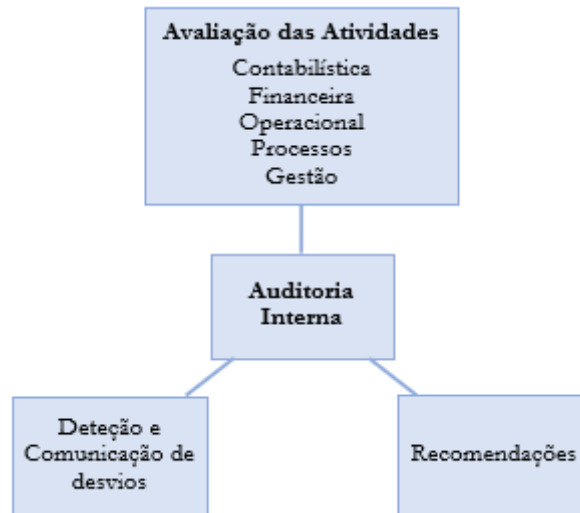 Avaliação das Atividades
Contabilística
Financeira
Operacional
Processos
Gestão
Auditoria
Interna
Deteção e
Comunicação de
desvios
Recomendações